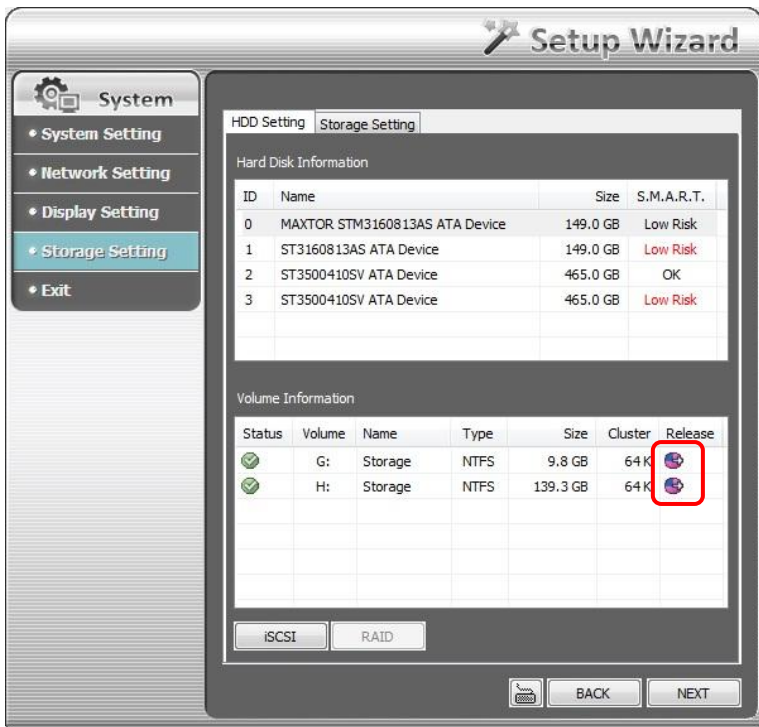 Setup Wizard
System
System Setting
Network Setting
Display Setting
Storage Setting
Exit
HDD Setting Storage Setting
Hard Disk Information
ID Name Size S.M.A.R.T.
0 MAXTOR STM3160813AS ATA Device 149.0 GB Low Risk
1 ST3160813AS ATA Device 149.0 GB Low Risk
2 ST3500410SV ATA Device 465.0 GB OK
3 ST3500410SV ATA Device 465.0 GB Low Risk
Volume Information
Status Volume Name Type Size Cluster Release
G: Storage NTFS 9.8 GB 64 K
H: Storage NTFS 139.3 GB 64 K
iSCSI RAID
BACK NEXT